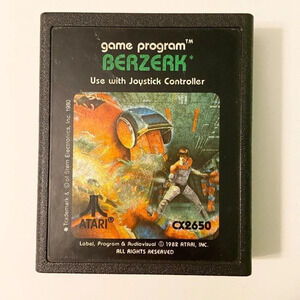 game program™
BERZERK*
Use with Joystick Controller
* Trademark & © of Stern Electronics, Inc. 1980
ATARI®
CX2650
Label, Program & Audiovisual © 1982 ATARI, INC.
ALL RIGHTS RESERVED